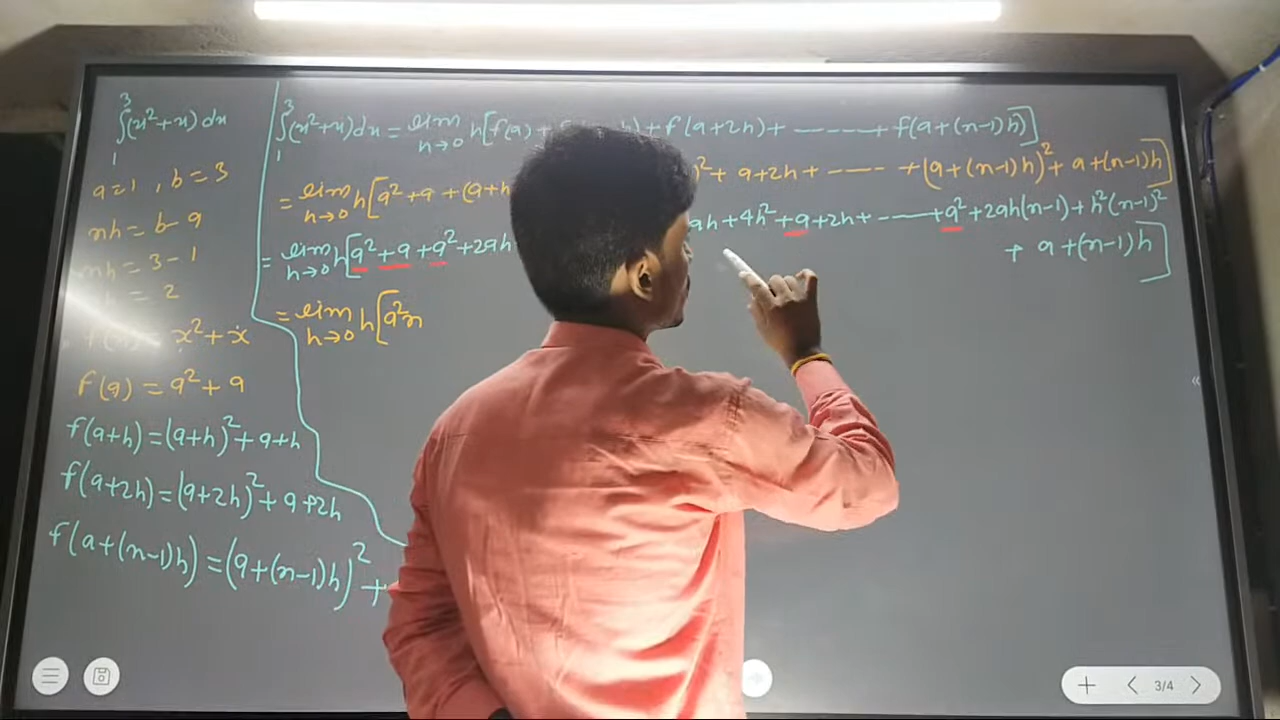 ∫₁³(x²+x)dx
a=1, b=3
nh = b-a
nh = 3-1
= 2
= x²+x
f(a) = a²+a
f(a+h)=(a+h)²+a+h
f(a+2h)=(a+2h)²+a+2h
f(a+(n-1)h)=(a+(n-1)h)²+
∫₁³(x²+x)dx = lim h→0 h[f(a)+ +f(a+2h)+ ------+f(a+(n-1)h)]
= lim h→0 h[a²+a+(a+h )²+a+2h+ ------ +(a+(n-1)h)²+a+(n-1)h]
= lim h→0 h[a²+a+a²+2ah ah+4h²+a+2h+ ------+a²+2ah(n-1)+h²(n-1)²
+ a+(n-1)h]
= lim h→0 h[a²n
3/4